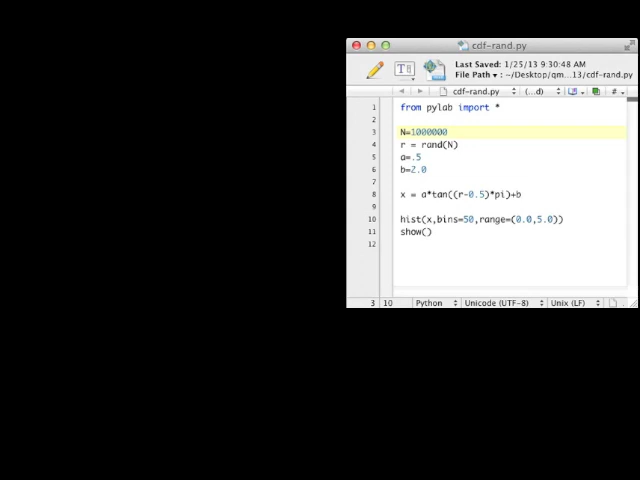 cdf-rand.py
Last Saved: 1/25/13 9:30:48 AM
File Path ▾ : ~/Desktop/qm...13/cdf-rand.py
cdf-rand.py (...d) #
1 from pylab import *
2
3 N=1000000
4 r = rand(N)
5 a=.5
6 b=2.0
7
8 x = a*tan((r-0.5)*pi)+b
9
10 hist(x,bins=50,range=(0.0,5.0))
11 show()
12
3 10 Python Unicode (UTF-8) Unix (LF)